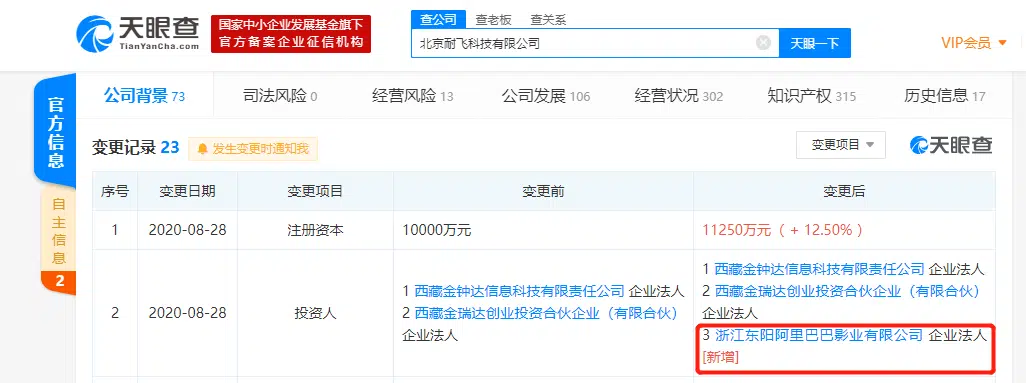 天眼查
TianYanCha.com
国家中小企业发展基金旗下
官方备案企业征信机构
查公司 查老板 查关系
北京耐飞科技有限公司
天眼一下
VIP会员
官方信息
自主信息
2
公司背景 73 司法风险 0 经营风险 13 公司发展 106 经营状况 302 知识产权 315 历史信息 17
变更记录 23 发生变更时通知我 变更项目 天眼查
序号 变更日期 变更项目 变更前 变更后
1 2020-08-28 注册资本 10000万元 11250万元（ + 12.50% ）
2 2020-08-28 投资人
1 西藏金钟达信息科技有限责任公司 企业法人
2 西藏金瑞达创业投资合伙企业（有限合伙）
企业法人
1 西藏金钟达信息科技有限责任公司 企业法人
2 西藏金瑞达创业投资合伙企业（有限合伙）
企业法人
3 浙江东阳阿里巴巴影业有限公司 企业法人
[新增]